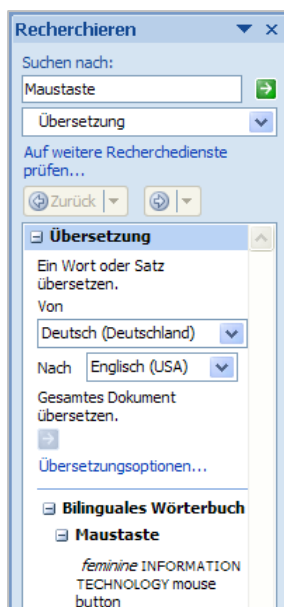 Recherchieren
Suchen nach:
Maustaste
Übersetzung
Auf weitere Recherchedienste
prüfen...
Zurück
Übersetzung
Ein Wort oder Satz
übersetzen.
Von
Deutsch (Deutschland)
Nach Englisch (USA)
Gesamtes Dokument
übersetzen.
Übersetzungsoptionen...
Bilinguales Wörterbuch
Maustaste
feminine INFORMATION
TECHNOLOGY mouse
button